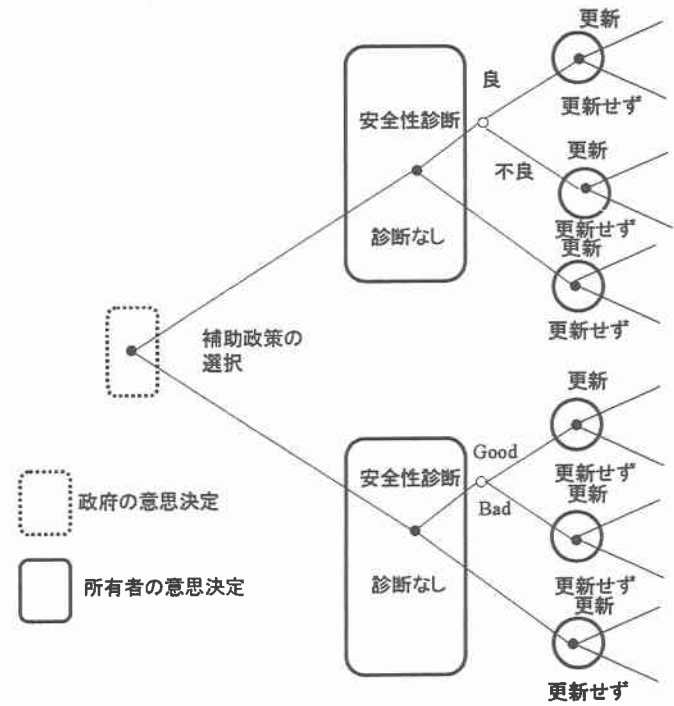 更新
良
安全性診断
更新せず
更新
不良
診断なし
更新せず
更新
更新せず
補助政策の
選択
更新
Good
安全性診断
更新せず
更新
Bad
政府の意思決定
診断なし
更新せず
更新
所有者の意思決定
更新せず